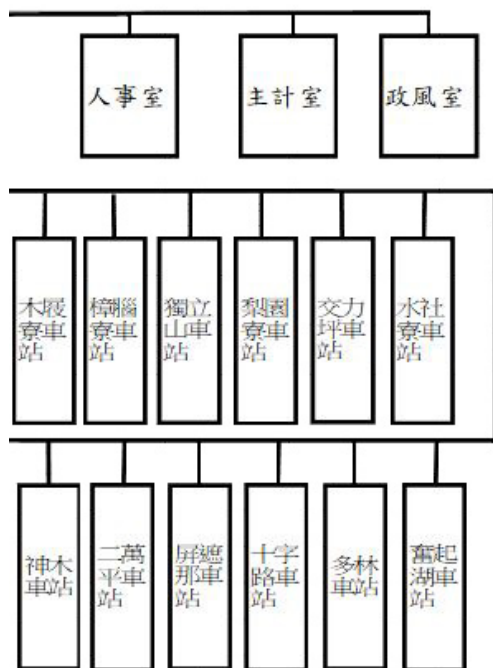 人事室
主計室
政風室
木屐
寮車
站
樟腦
寮車
站
獨立
山車
站
梨園
寮車
站
交力
坪車
站
水社
寮車
站
神木
車站
二萬
平車
站
屏遮
那車
站
十字
路車
站
多林
車站
奮起
湖車
站